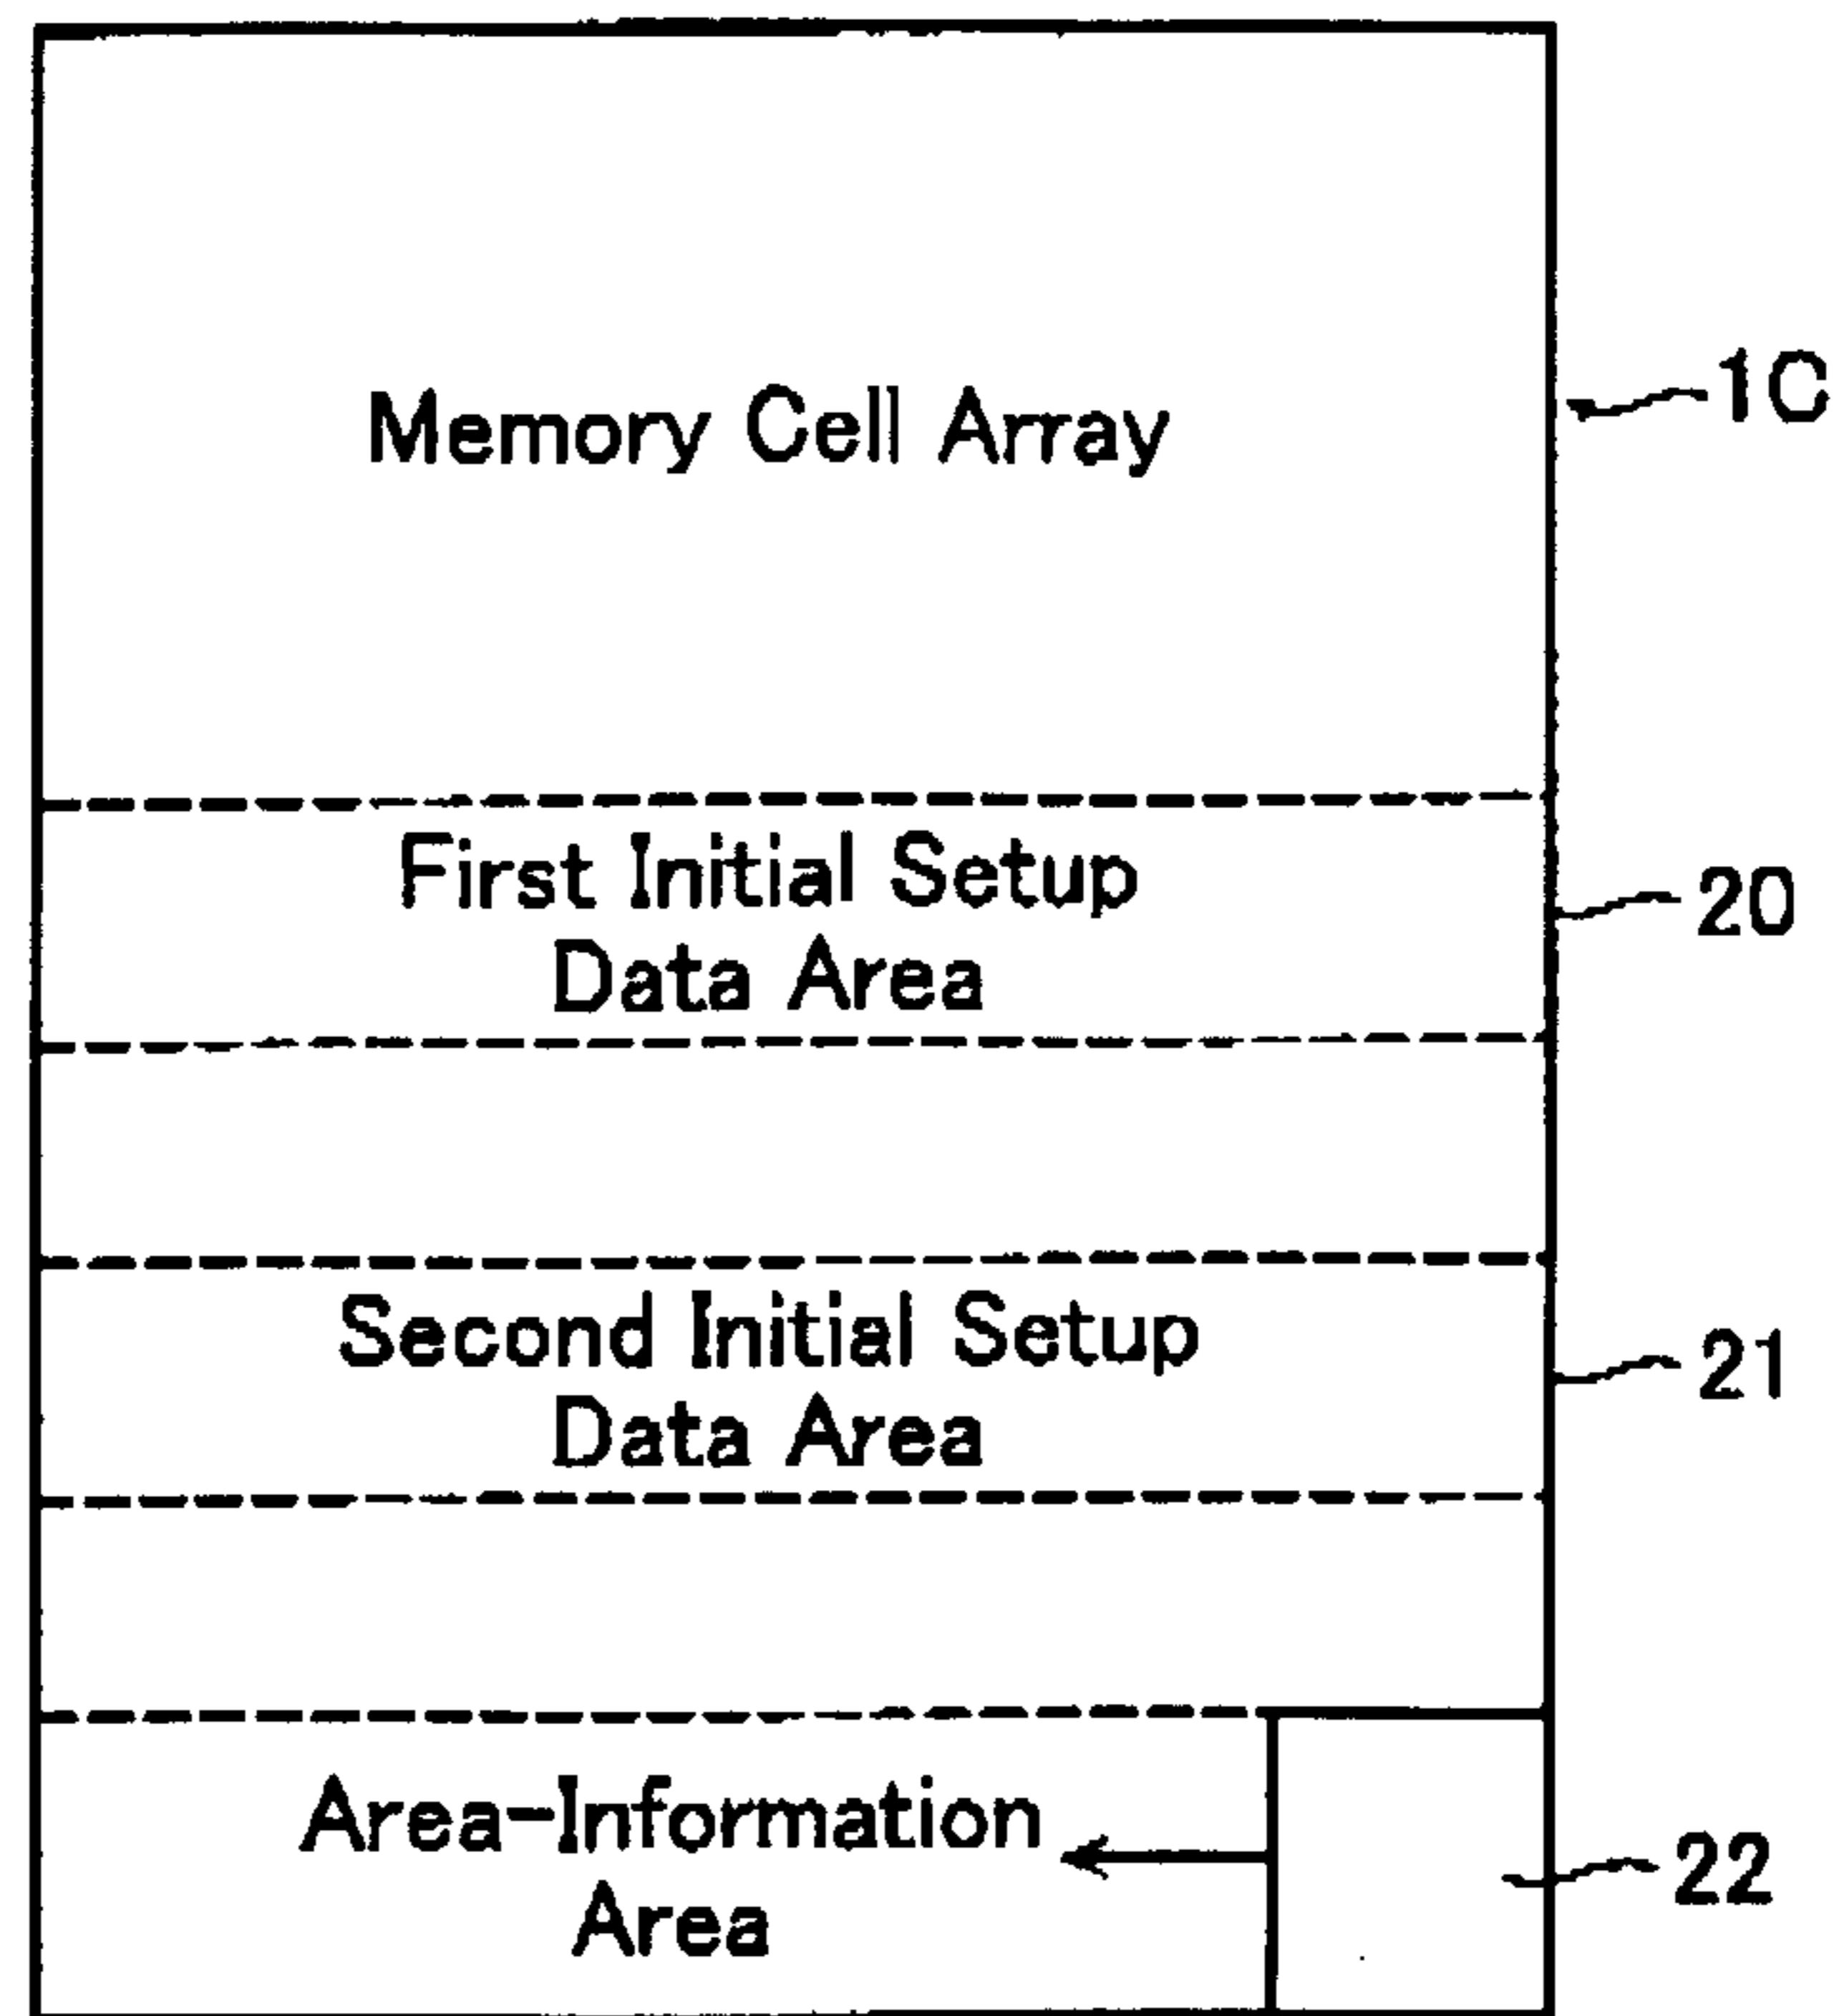 Memory Cell Array
1C
First Initial Setup
Data Area
20
Second Initial Setup
Data Area
21
Area-Information
Area
22